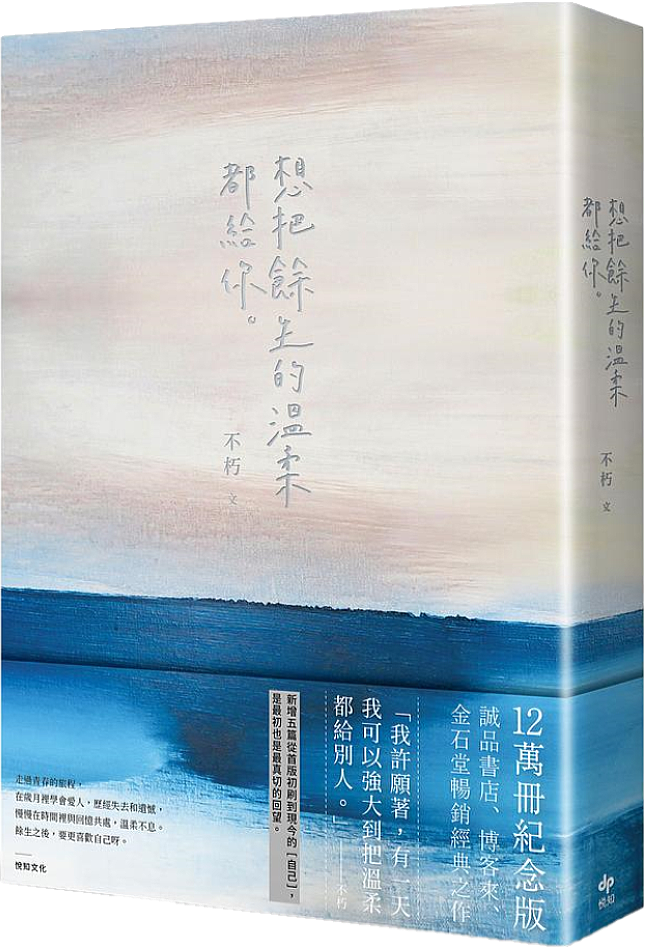 想把餘生的溫柔
都給你。
不朽 文
12萬冊紀念版
誠品書店、博客來、
金石堂暢銷經典之作
「我許願著,有一天
我可以強大到把溫柔
都給別人。」
——不朽
新增五篇從首版初刷到現今的「自己」,
是最初也是最真切的回望。
走過青春的旅程,
在歲月裡學會愛人,歷經失去和遺憾,
慢慢在時間裡與回憶共處,溫柔不息。
餘生之後,要更喜歡自己呀。
悅知文化
想把餘生的溫柔
都給你。
不朽 文
dp
悅知